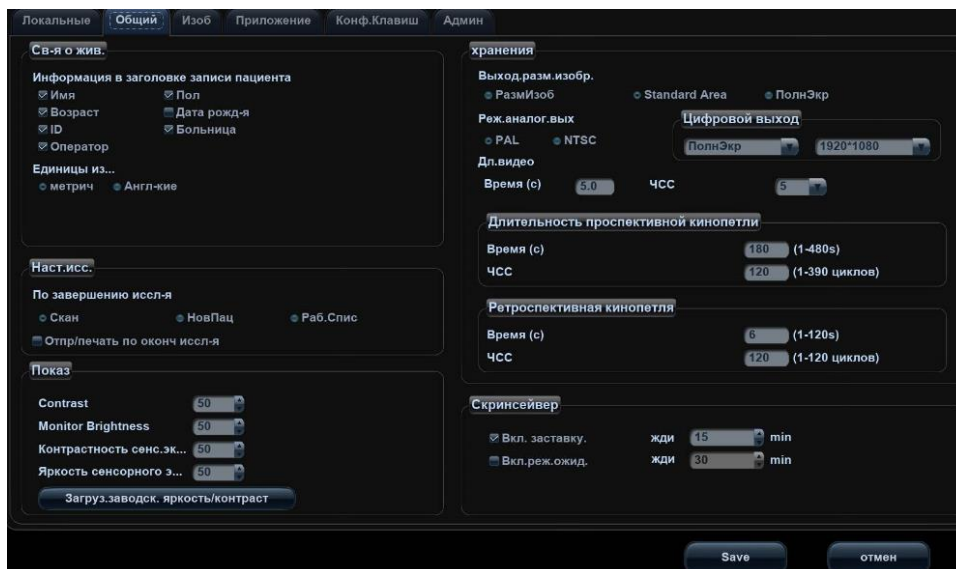 Локальные Общий Изоб Приложение Конф.Клавиш Админ
Св-я о жив.
Информация в заголовке записи пациента
Имя Пол
Возраст Дата рожд-я
ID Больница
Оператор
Единицы из...
метрич Англ-кие
Наст.исс.
По завершению иссл-я
Скан НовПац Раб.Спис
Отпр/печать по оконч иссл-я
Показ
Contrast 50
Monitor Brightness 50
Контрастность сенс.эк... 50
Яркость сенсорного э... 50
Загруз.заводск. яркость/контраст
хранения
Выход.разм.изобр.
РазмИзоб Standard Area ПолнЭкр
Реж.аналог.вых Цифровой выход
PAL NTSC ПолнЭкр 1920*1080
Дл.видео
Время (с) 5.0 ЧСС 5
Длительность проспективной кинопетли
Время (с) 180 (1-480s)
ЧСС 120 (1-390 циклов)
Ретроспективная кинопетля
Время (с) 6 (1-120s)
ЧСС 120 (1-120 циклов)
Скринсейвер
Вкл. заставку. жди 15 min
Вкл.реж.ожид. жди 30 min
Save отмен